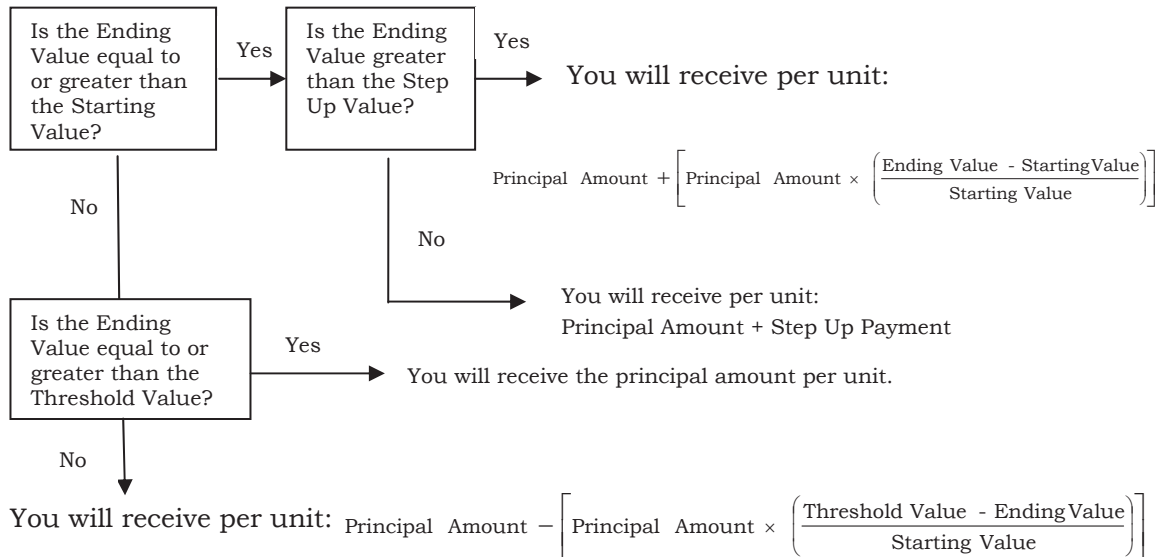 Is the Ending
Value equal to
or greater than
the Starting
Value?
Yes
Is the Ending
Value greater
than the Step
Up Value?
Yes
You will receive per unit:
Principal Amount + [Principal Amount × (Ending Value - StartingValue / Starting Value)]
No
No
You will receive per unit:
Principal Amount + Step Up Payment
Is the Ending
Value equal to or
greater than the
Threshold Value?
Yes
You will receive the principal amount per unit.
No
You will receive per unit: Principal Amount − [Principal Amount × (Threshold Value - EndingValue / Starting Value)]